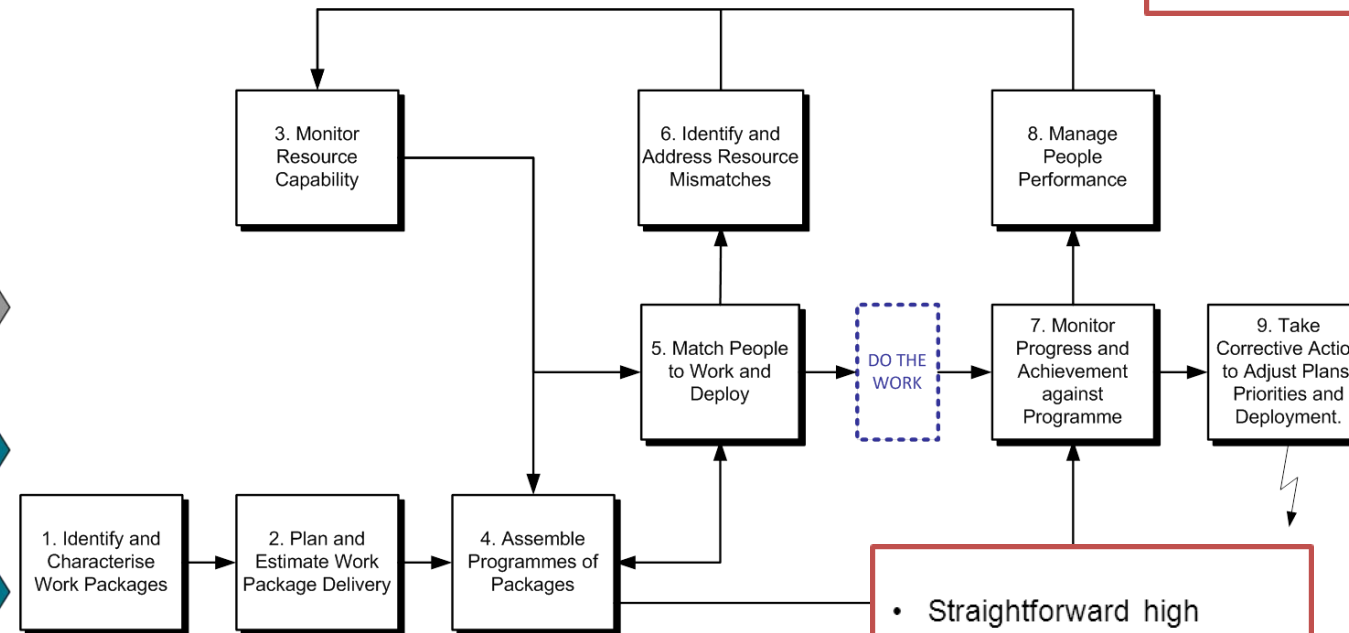 3. Monitor
Resource
Capability
6. Identify and
Address Resource
Mismatches
8. Manage
People
Performance
5. Match People
to Work and
Deploy
DO THE
WORK
7. Monitor
Progress and
Achievement
against
Programme
9. Take
Corrective Actio
to Adjust Plans
Priorities and
Deployment.
1. Identify and
Characterise
Work Packages
2. Plan and
Estimate Work
Package Delivery
4. Assemble
Programmes of
Packages
• Straightforward high